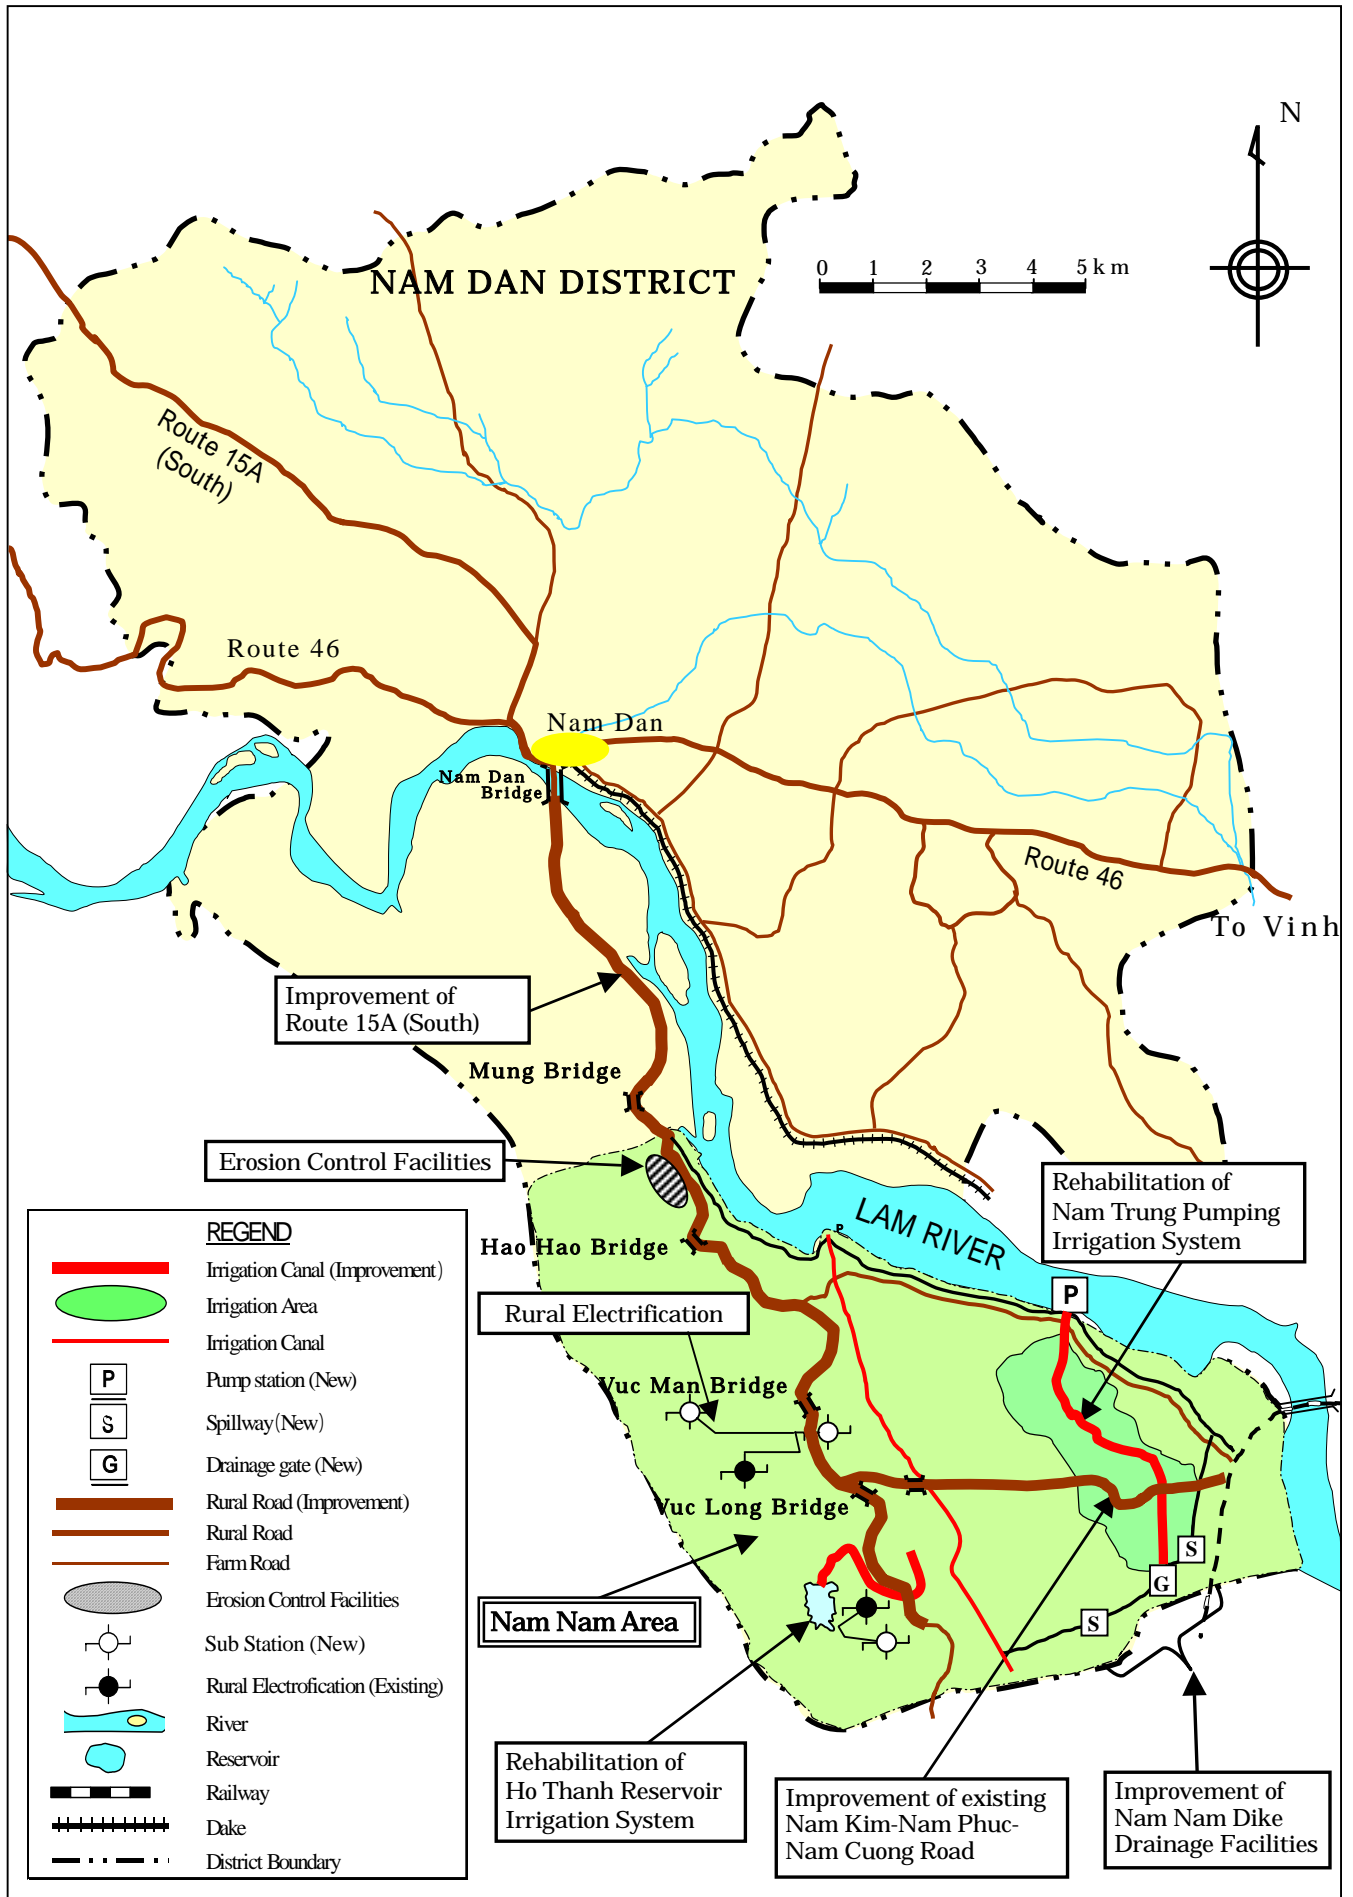 N
NAM DAN DISTRICT
0 1 2 3 4 5 km
Route 15A
(South)
Route 46
Nam Dan
Nam Dan
Bridge
Route 46
To Vinh
Improvement of
Route 15A (South)
Mung Bridge
Erosion Control Facilities
LAM RIVER
Rehabilitation of
Nam Trung Pumping
Irrigation System
P
Hao Hao Bridge
P
Rural Electrification
Vuc Man Bridge
Vuc Long Bridge
S
G
S
Nam Nam Area
Rehabilitation of
Ho Thanh Reservoir
Irrigation System
Improvement of existing
Nam Kim-Nam Phuc-
Nam Cuong Road
Improvement of
Nam Nam Dike
Drainage Facilities
REGEND
Irrigation Canal (Improvement)
Irrigation Area
Irrigation Canal
P Pump station (New)
S Spillway (New)
G Drainage gate (New)
Rural Road (Improvement)
Rural Road
Farm Road
Erosion Control Facilities
Sub Station (New)
Rural Electrofication (Existing)
River
Reservoir
Railway
Dake
District Boundary